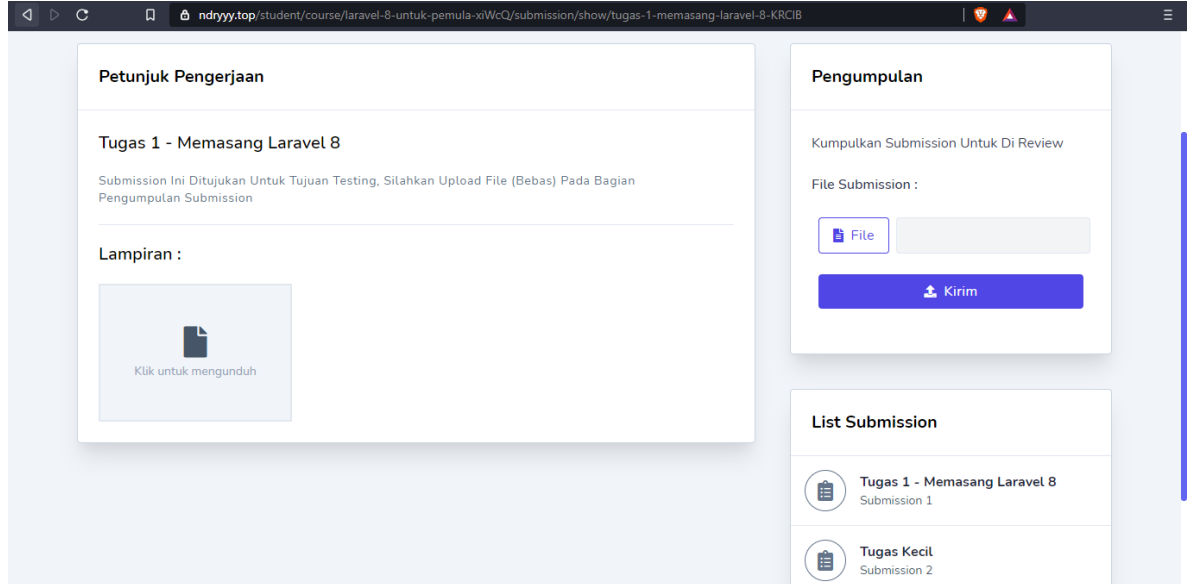 ndryyy.top/student/course/laravel-8-untuk-pemula-xiWcQ/submission/show/tugas-1-memasang-laravel-8-KRCIB
Petunjuk Pengerjaan
Tugas 1 - Memasang Laravel 8
Submission Ini Ditujukan Untuk Tujuan Testing, Silahkan Upload File (Bebas) Pada Bagian
Pengumpulan Submission
Lampiran :
Klik untuk mengunduh
Pengumpulan
Kumpulkan Submission Untuk Di Review
File Submission :
File
Kirim
List Submission
Tugas 1 - Memasang Laravel 8
Submission 1
Tugas Kecil
Submission 2